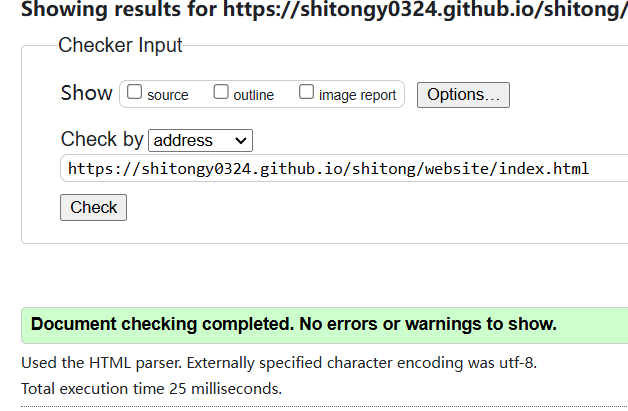 Showing results for https://shitongy0324.github.io/shitong/
Checker Input
Show source outline image report Options...
Check by address
https://shitongy0324.github.io/shitong/website/index.html
Check
Document checking completed. No errors or warnings to show.
Used the HTML parser. Externally specified character encoding was utf-8.
Total execution time 25 milliseconds.